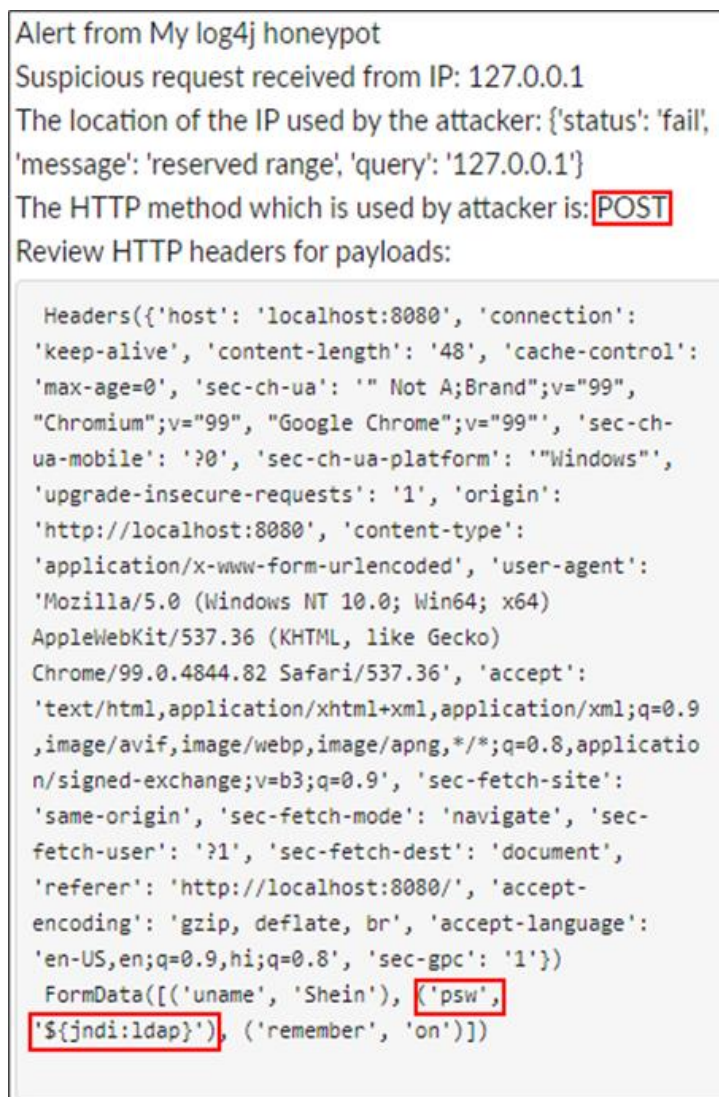 Alert from My log4j honeypot
Suspicious request received from IP: 127.0.0.1
The location of the IP used by the attacker: {'status': 'fail',
'message': 'reserved range', 'query': '127.0.0.1'}
The HTTP method which is used by attacker is: POST
Review HTTP headers for payloads:
Headers({'host': 'localhost:8080', 'connection':
'keep-alive', 'content-length': '48', 'cache-control':
'max-age=0', 'sec-ch-ua': '" Not A;Brand";v="99",
"Chromium";v="99", "Google Chrome";v="99"', 'sec-ch-
ua-mobile': '?0', 'sec-ch-ua-platform': '"Windows"',
'upgrade-insecure-requests': '1', 'origin':
'http://localhost:8080', 'content-type':
'application/x-www-form-urlencoded', 'user-agent':
'Mozilla/5.0 (Windows NT 10.0; Win64; x64)
AppleWebKit/537.36 (KHTML, like Gecko)
Chrome/99.0.4844.82 Safari/537.36', 'accept':
'text/html,application/xhtml+xml,application/xml;q=0.9
,image/avif,image/webp,image/apng,*/*;q=0.8,applicatio
n/signed-exchange;v=b3;q=0.9', 'sec-fetch-site':
'same-origin', 'sec-fetch-mode': 'navigate', 'sec-
fetch-user': '?1', 'sec-fetch-dest': 'document',
'referer': 'http://localhost:8080/', 'accept-
encoding': 'gzip, deflate, br', 'accept-language':
'en-US,en;q=0.9,hi;q=0.8', 'sec-gpc': '1'})
FormData([('uname', 'Shein'), ('psw',
'${jndi:ldap}'), ('remember', 'on')])